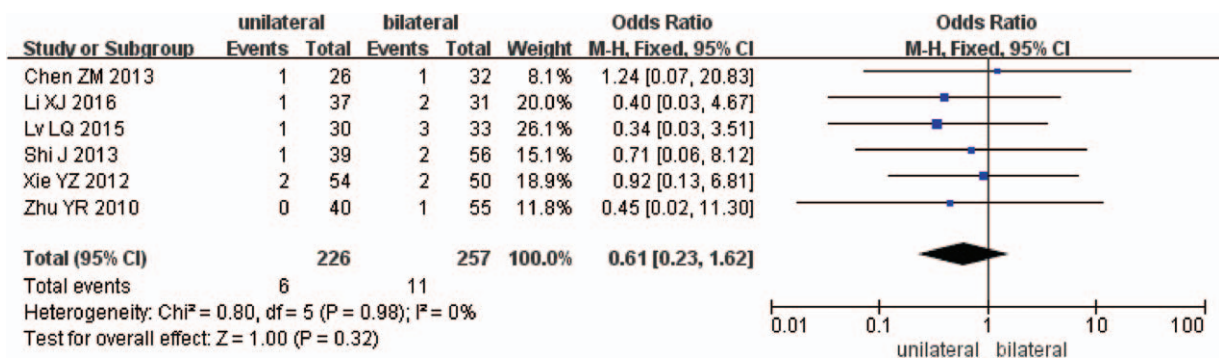 unilateral bilateral Odds Ratio Odds Ratio
Study or Subgroup Events Total Events Total Weight M-H, Fixed, 95% CI M-H, Fixed, 95% CI
Chen ZM 2013 1 26 1 32 8.1% 1.24 [0.07, 20.83]
Li XJ 2016 1 37 2 31 20.0% 0.40 [0.03, 4.67]
Lv LQ 2015 1 30 3 33 26.1% 0.34 [0.03, 3.51]
Shi J 2013 1 39 2 56 15.1% 0.71 [0.06, 8.12]
Xie YZ 2012 2 54 2 50 18.9% 0.92 [0.13, 6.81]
Zhu YR 2010 0 40 1 55 11.8% 0.45 [0.02, 11.30]
Total (95% CI) 226 257 100.0% 0.61 [0.23, 1.62]
Total events 6 11
Heterogeneity: Chi² = 0.80, df = 5 (P = 0.98); I² = 0%
Test for overall effect: Z = 1.00 (P = 0.32)
0.01 0.1 1 10 100
unilateral bilateral